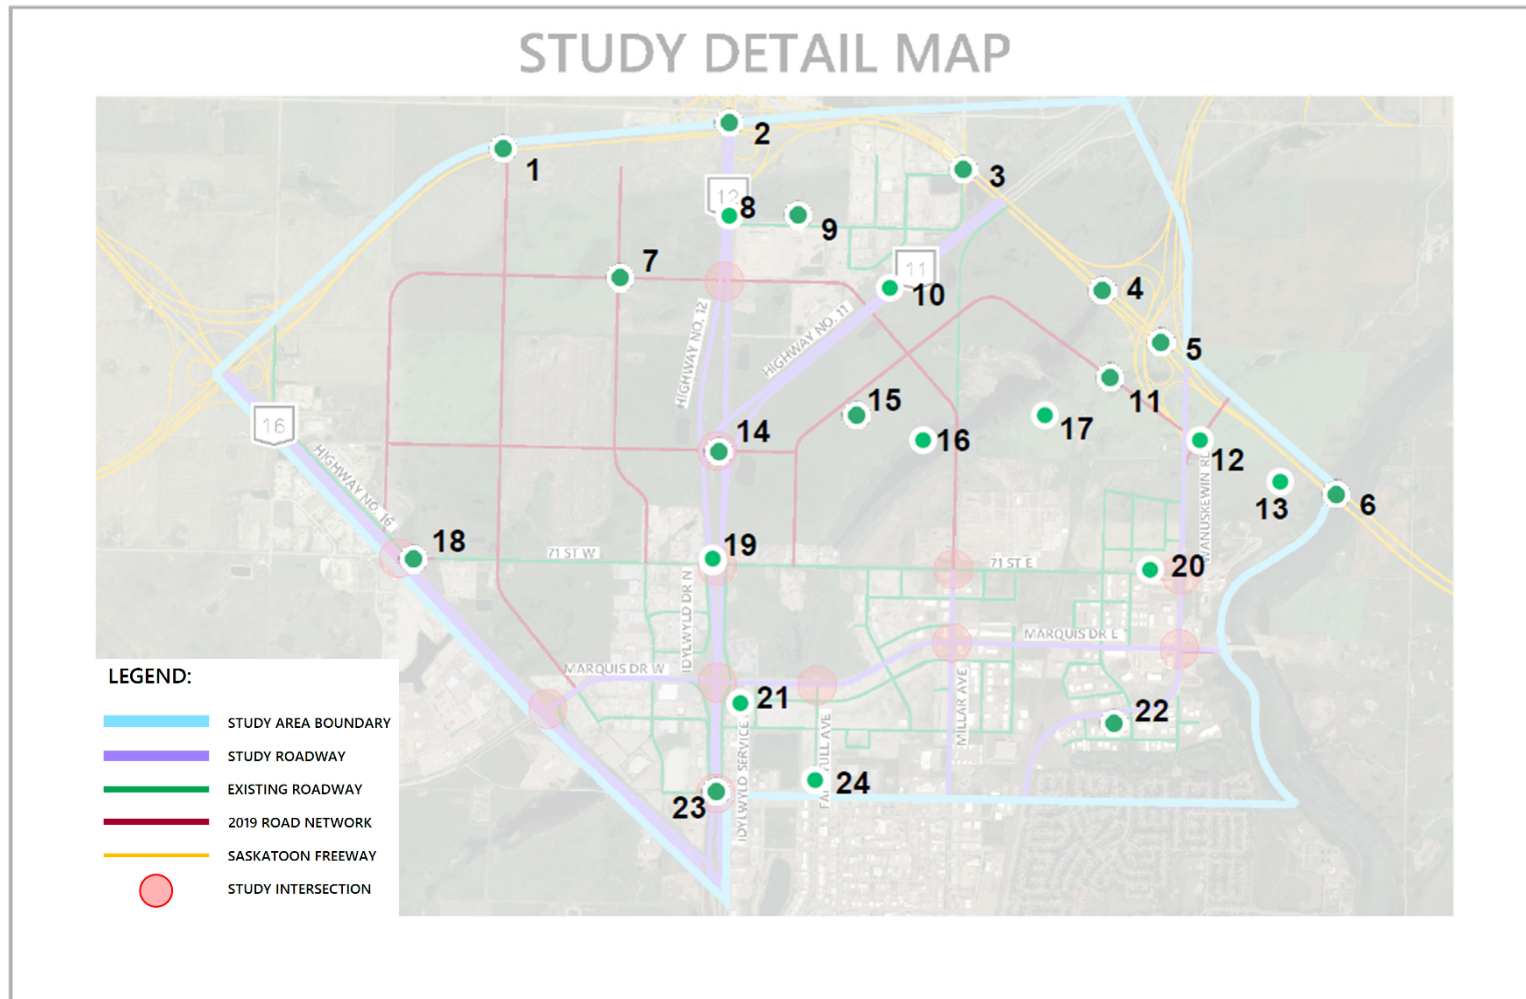 STUDY DETAIL MAP
1
2
3
12
8
9
7
11
10
4
5
HIGHWAY NO. 12
HIGHWAY NO. 11
11
15
17
16
14
12
16
HIGHWAY NO. 16
13
6
WANUSKEWIN RD
18
71 ST W
19
71 ST E
20
IDYLWYLD DR N
MARQUIS DR E
MARQUIS DR W
21
22
MILLAR AVE
IDYLWYLD SERVICE
AVE
23
24
LEGEND:
STUDY AREA BOUNDARY
STUDY ROADWAY
EXISTING ROADWAY
2019 ROAD NETWORK
SASKATOON FREEWAY
STUDY INTERSECTION